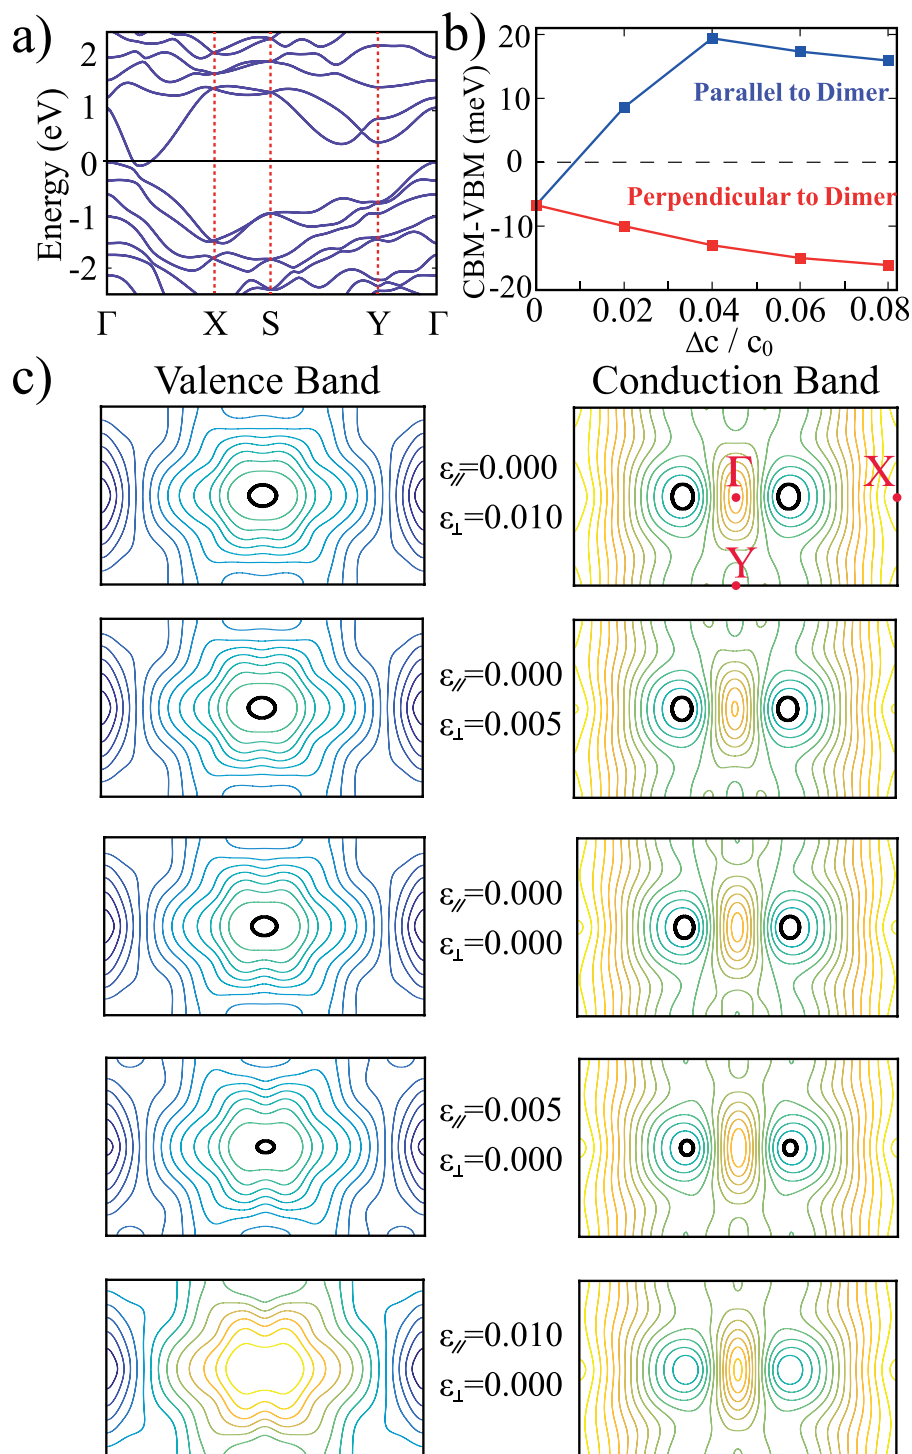 a)
Energy (eV)
2
1
0
-1
-2
Γ X S Y Γ
b)
CBM-VBM (meV)
20
10
0
-10
-20
Parallel to Dimer
Perpendicular to Dimer
0 0.02 0.04 0.06 0.08
Δc / c₀
c)
Valence Band Conduction Band
ε∥=0.000
ε⊥=0.010
Γ X
Y
ε∥=0.000
ε⊥=0.005
ε∥=0.000
ε⊥=0.000
ε∥=0.005
ε⊥=0.000
ε∥=0.010
ε⊥=0.000